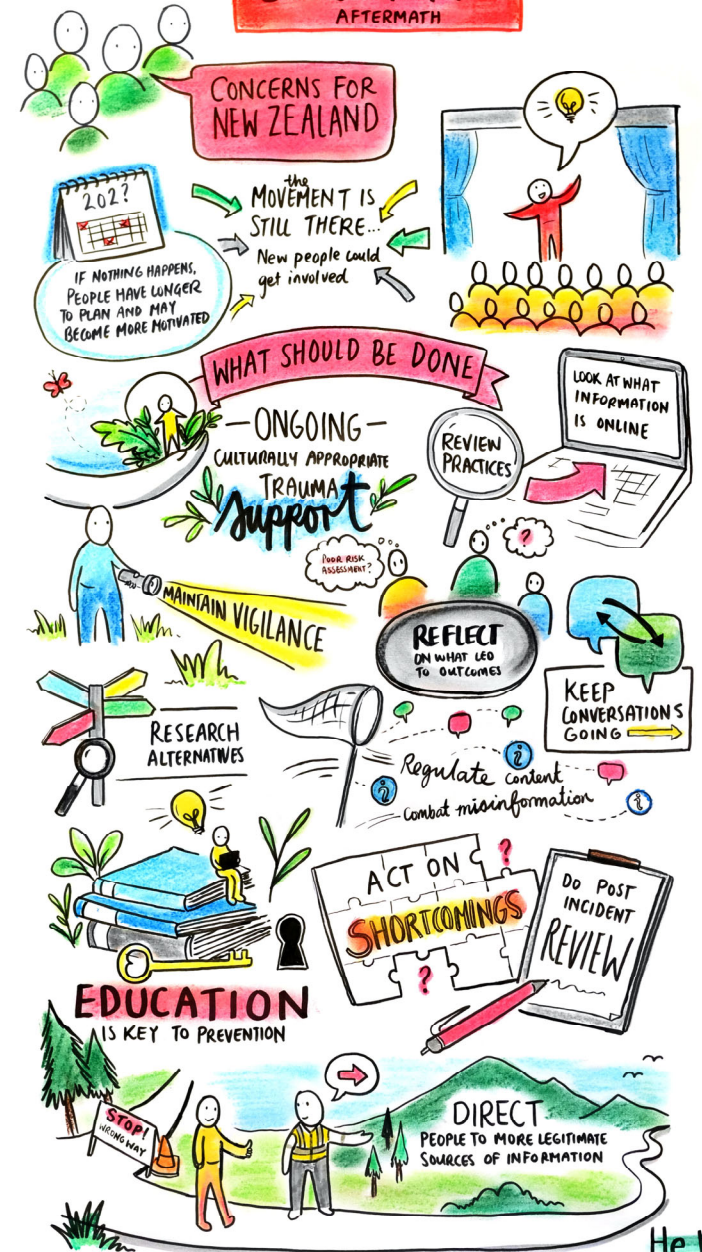 AFTERMATH
CONCERNS FOR
NEW ZEALAND
202?
the
MOVEMENT IS
STILL THERE...
New people could
get involved
IF NOTHING HAPPENS,
PEOPLE HAVE LONGER
TO PLAN AND MAY
BECOME MORE MOTIVATED
WHAT SHOULD BE DONE
- ONGOING -
CULTURALLY APPROPRIATE
TRAUMA
Support
REVIEW
PRACTICES
LOOK AT WHAT
INFORMATION
IS ONLINE
MAINTAIN VIGILANCE
POOR RISK
ASSESSMENT?
?
REFLECT
ON WHAT LED
TO OUTCOMES
KEEP
CONVERSATIONS
GOING
RESEARCH
ALTERNATIVES
i
i
i
Regulate content
combat misinformation
ACT ON
SHORTCOMINGS
?
?
DO POST
INCIDENT
REVIEW
EDUCATION
IS KEY TO PREVENTION
STOP!
WRONG WAY
DIRECT
PEOPLE TO MORE LEGITIMATE
SOURCES OF INFORMATION
He